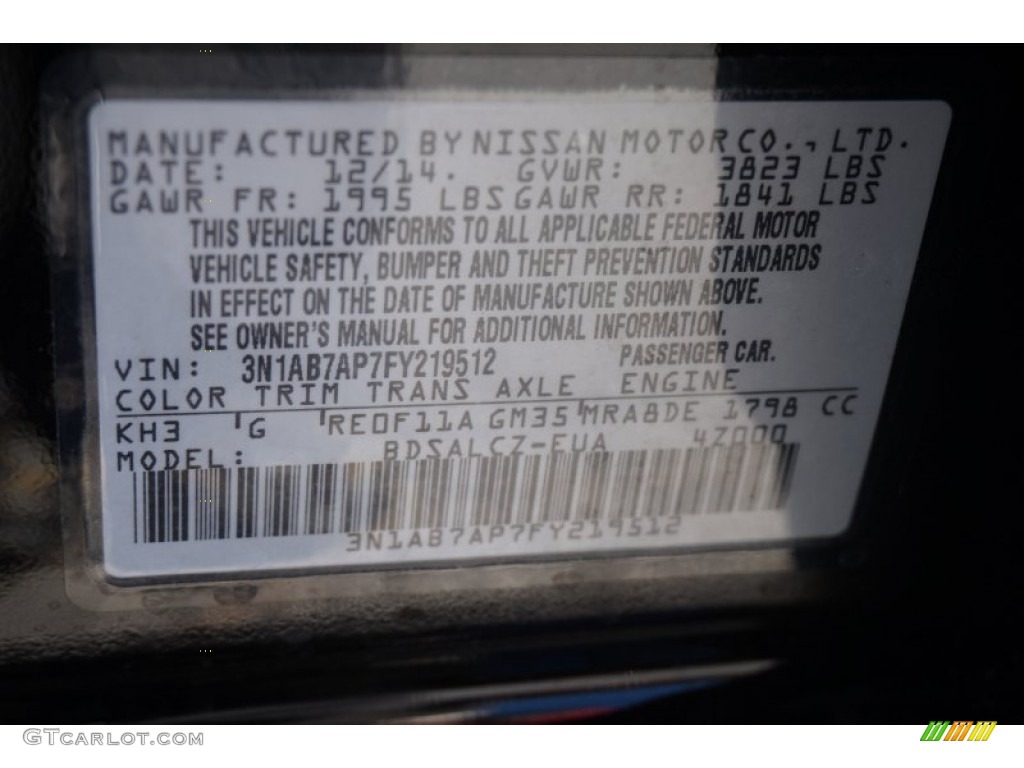 MANUFACTURED BY NISSAN MOTOR CO., LTD.
DATE: 12/14. GVWR: 3823 LBS
GAWR FR: 1995 LBS GAWR RR: 1841 LBS
THIS VEHICLE CONFORMS TO ALL APPLICABLE FEDERAL MOTOR
VEHICLE SAFETY, BUMPER AND THEFT PREVENTION STANDARDS
IN EFFECT ON THE DATE OF MANUFACTURE SHOWN ABOVE.
SEE OWNER'S MANUAL FOR ADDITIONAL INFORMATION.
VIN: 3N1AB7AP7FY219512 PASSENGER CAR.
COLOR TRIM TRANS AXLE ENGINE
KH3 G RE0F11A GM35 MRA8DE 1798 CC
MODEL: BDSALCZ-EUA 4Z000
3N1AB7AP7FY219512
GTCARLOT.COM